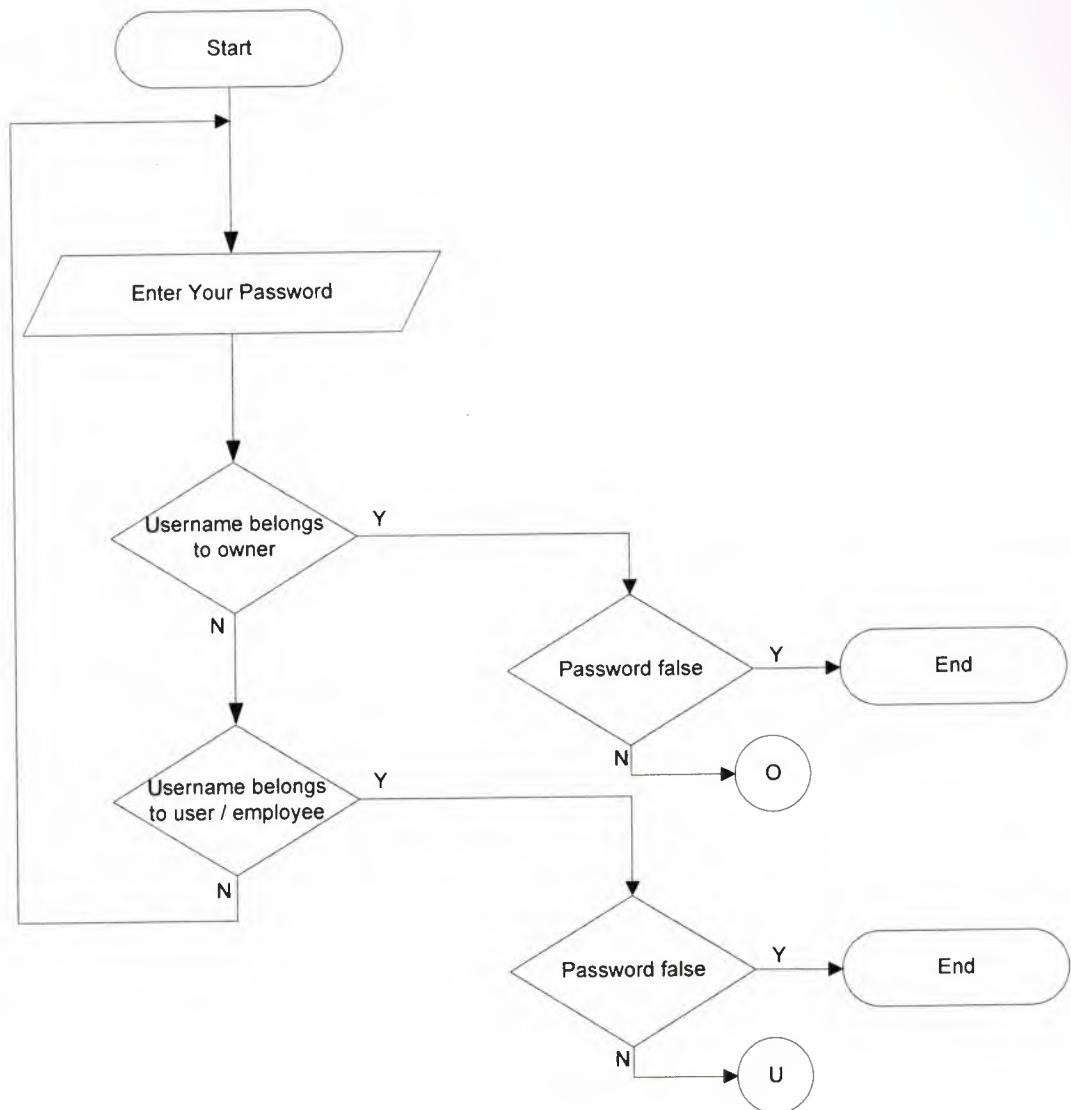 Start
Enter Your Password
Username belongs
to owner
Y
N
Password false
Y
End
N
O
Username belongs
to user / employee
Y
N
Password false
Y
End
N
U